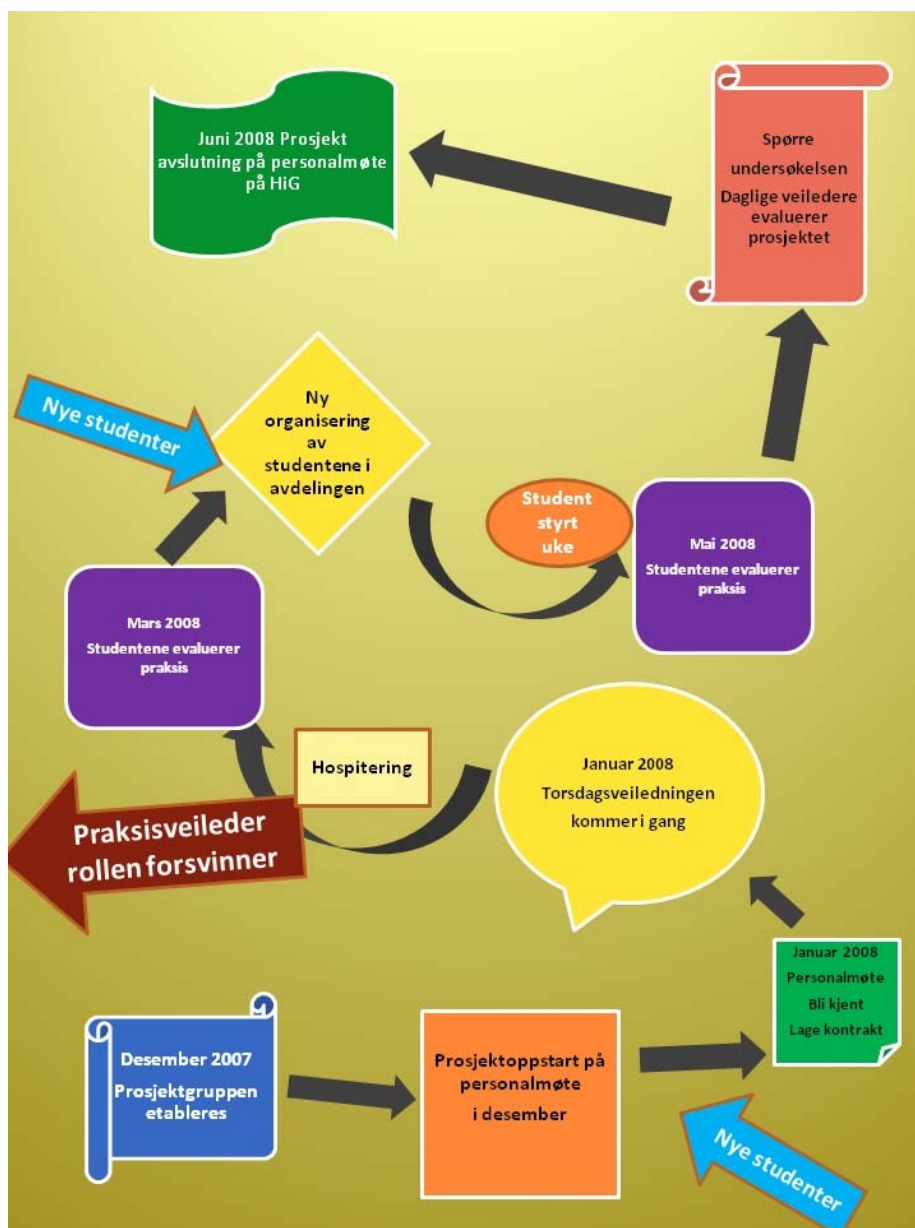 Juni 2008 Prosjekt
avslutning på personalmøte
på HiG
Spørre
undersøkelsen
Daglige veiledere
evaluerer
prosjektet
Nye studenter
Ny
organisering
av
studentene i
avdelingen
Student
styrt
uke
Mai 2008
Studentene evaluerer
praksis
Mars 2008
Studentene evaluerer
praksis
Hospitering
Januar 2008
Torsdagsveiledningen
kommer i gang
Praksisveileder
rollen forsvinner
Januar 2008
Personalmøte
Bli kjent
Lage kontrakt
Desember 2007
Prosjektgruppen
etableres
Prosjektoppstart på
personalmøte
i desember
Nye studenter